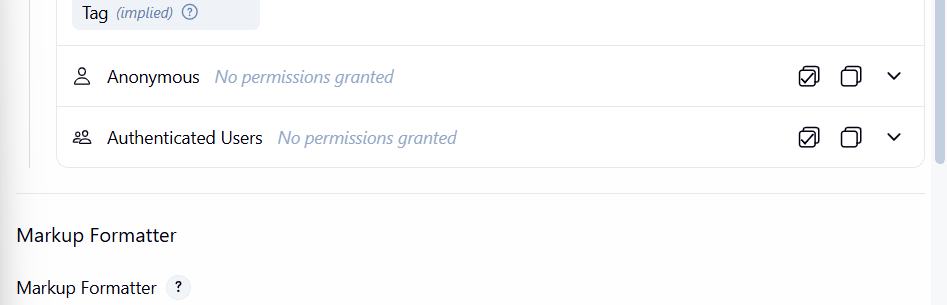 Tag (implied) ?
Anonymous No permissions granted
Authenticated Users No permissions granted
Markup Formatter
Markup Formatter ?